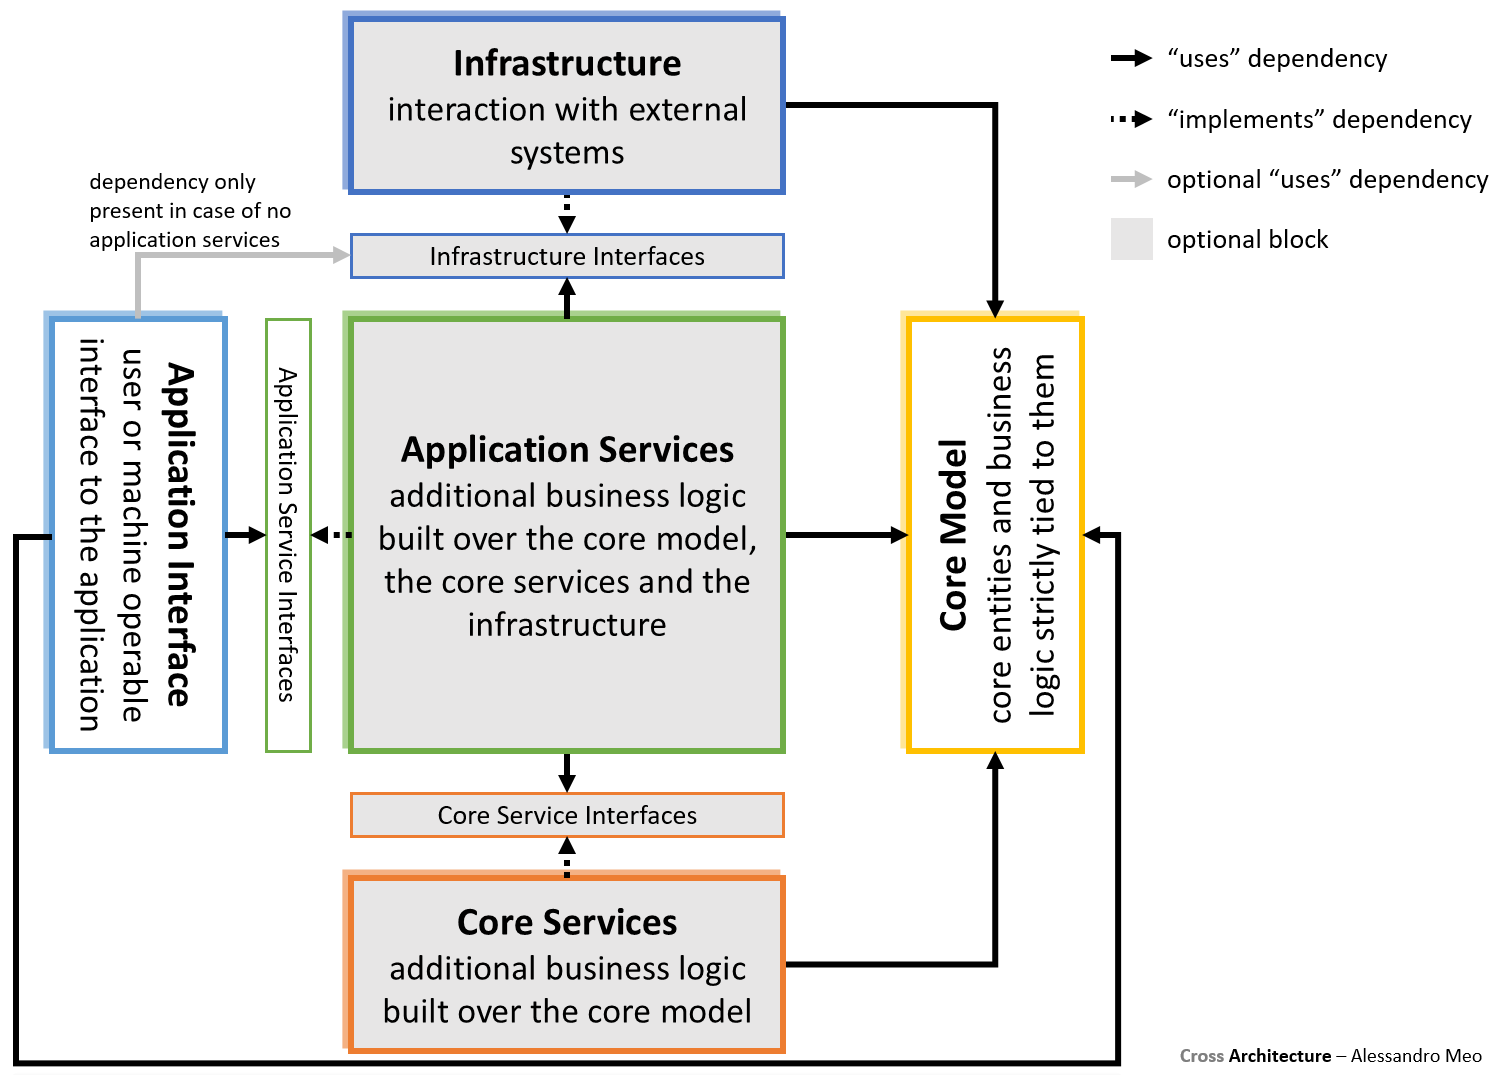 Infrastructure
interaction with external
systems
“uses” dependency
“implements” dependency
optional “uses” dependency
optional block
dependency only
present in case of no
application services
Infrastructure Interfaces
Application Interface
user or machine operable
interface to the application
Application Service Interfaces
Application Services
additional business logic
built over the core model,
the core services and the
infrastructure
Core Model
core entities and business
logic strictly tied to them
Core Service Interfaces
Core Services
additional business logic
built over the core model
Cross Architecture – Alessandro Meo